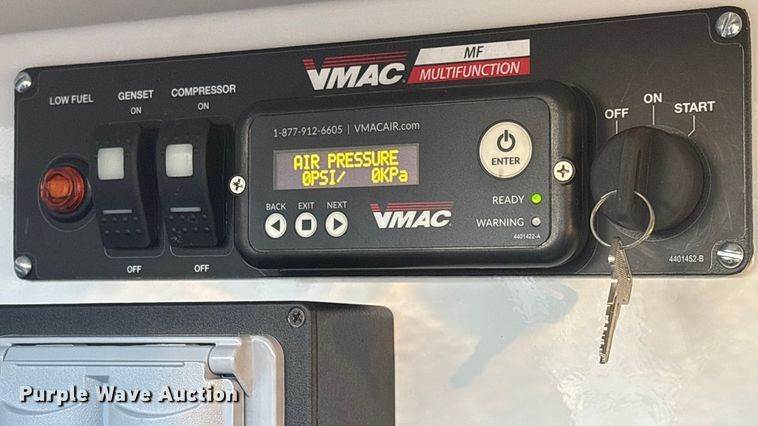 VMAC
MF
MULTIFUNCTION
LOW FUEL
GENSET
ON
COMPRESSOR
ON
OFF
OFF
1-877-912-6605 | VMACAIR.com
AIR PRESSURE
0PSI/ 0KPa
BACK EXIT NEXT
VMAC
ENTER
READY
WARNING
4401422-A
OFF
ON
START
4401452-B
Purple Wave Auction